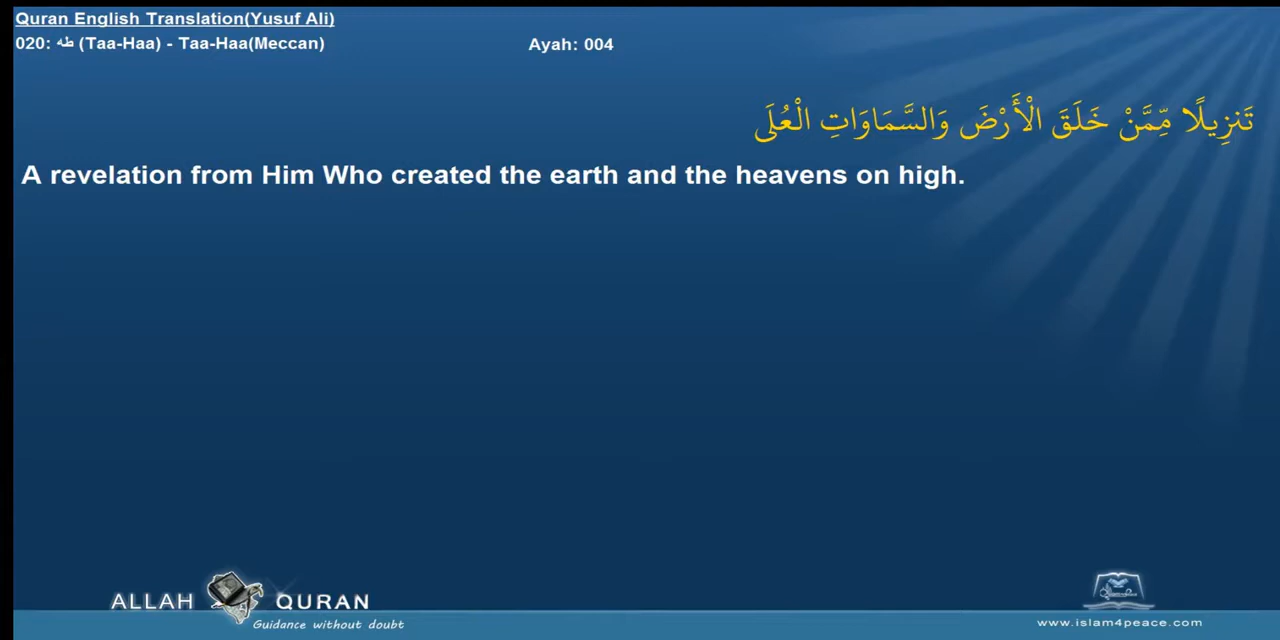 Quran English Translation(Yusuf Ali)
020: طه (Taa-Haa) - Taa-Haa(Meccan)
Ayah: 004
تَنزِيلًا مِّمَّنْ خَلَقَ الْأَرْضَ وَالسَّمَاوَاتِ الْعُلَى
A revelation from Him Who created the earth and the heavens on high.
ALLAH QURAN
Guidance without doubt
www.islam4peace.com